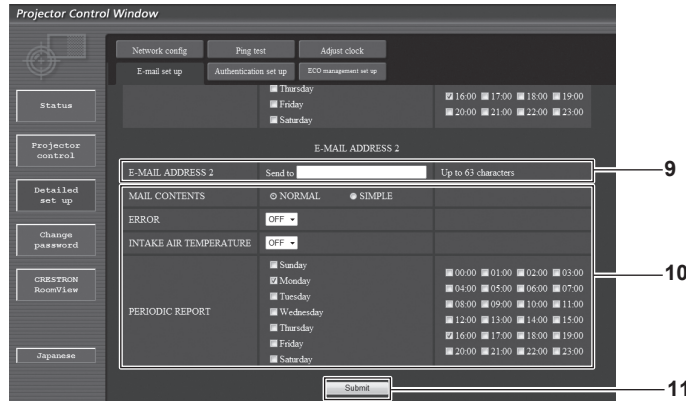 Projector Control Window
Network config Ping test Adjust clock
E-mail set up Authentication set up ECO management set up
Status
Projector control
Detailed set up
Change password
CRESTRON RoomView
Japanese
Thursday
Friday
Saturday
16:00 17:00 18:00 19:00
20:00 21:00 22:00 23:00
E-MAIL ADDRESS 2
E-MAIL ADDRESS 2 Send to Up to 63 characters
9
MAIL CONTENTS NORMAL SIMPLE
ERROR OFF
INTAKE AIR TEMPERATURE OFF
PERIODIC REPORT
Sunday
Monday
Tuesday
Wednesday
Thursday
Friday
Saturday
00:00 01:00 02:00 03:00
04:00 05:00 06:00 07:00
08:00 09:00 10:00 11:00
12:00 13:00 14:00 15:00
16:00 17:00 18:00 19:00
20:00 21:00 22:00 23:00
10
Submit
11